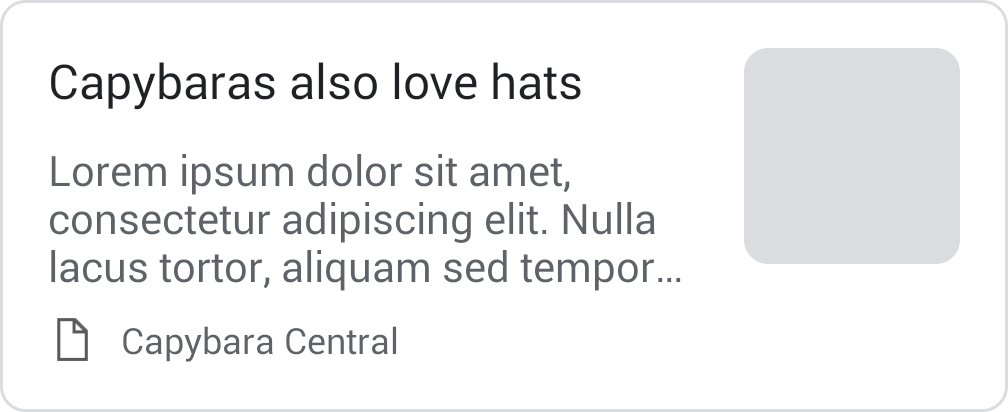 Capybaras also love hats
Lorem ipsum dolor sit amet,
consectetur adipiscing elit. Nulla
lacus tortor, aliquam sed tempor…
Capybara Central